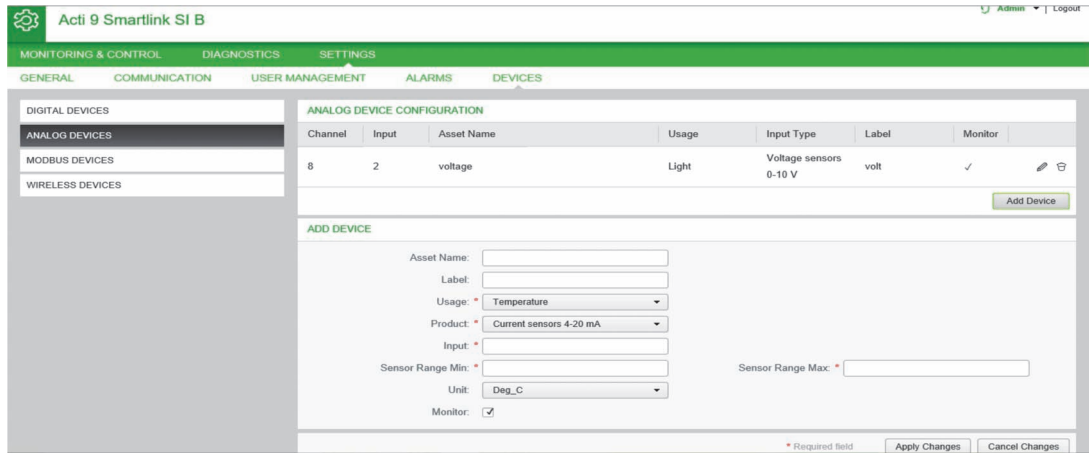 Admin | Logout
Acti 9 Smartlink SI B
MONITORING & CONTROL DIAGNOSTICS SETTINGS
GENERAL COMMUNICATION USER MANAGEMENT ALARMS DEVICES
DIGITAL DEVICES
ANALOG DEVICES
MODBUS DEVICES
WIRELESS DEVICES
ANALOG DEVICE CONFIGURATION
Channel Input Asset Name Usage Input Type Label Monitor
8 2 voltage Light Voltage sensors 0-10 V volt ✓
Add Device
ADD DEVICE
Asset Name:
Label:
Usage: * Temperature
Product: * Current sensors 4-20 mA
Input: *
Sensor Range Min: * Sensor Range Max: *
Unit: Deg_C
Monitor:
* Required field Apply Changes Cancel Changes